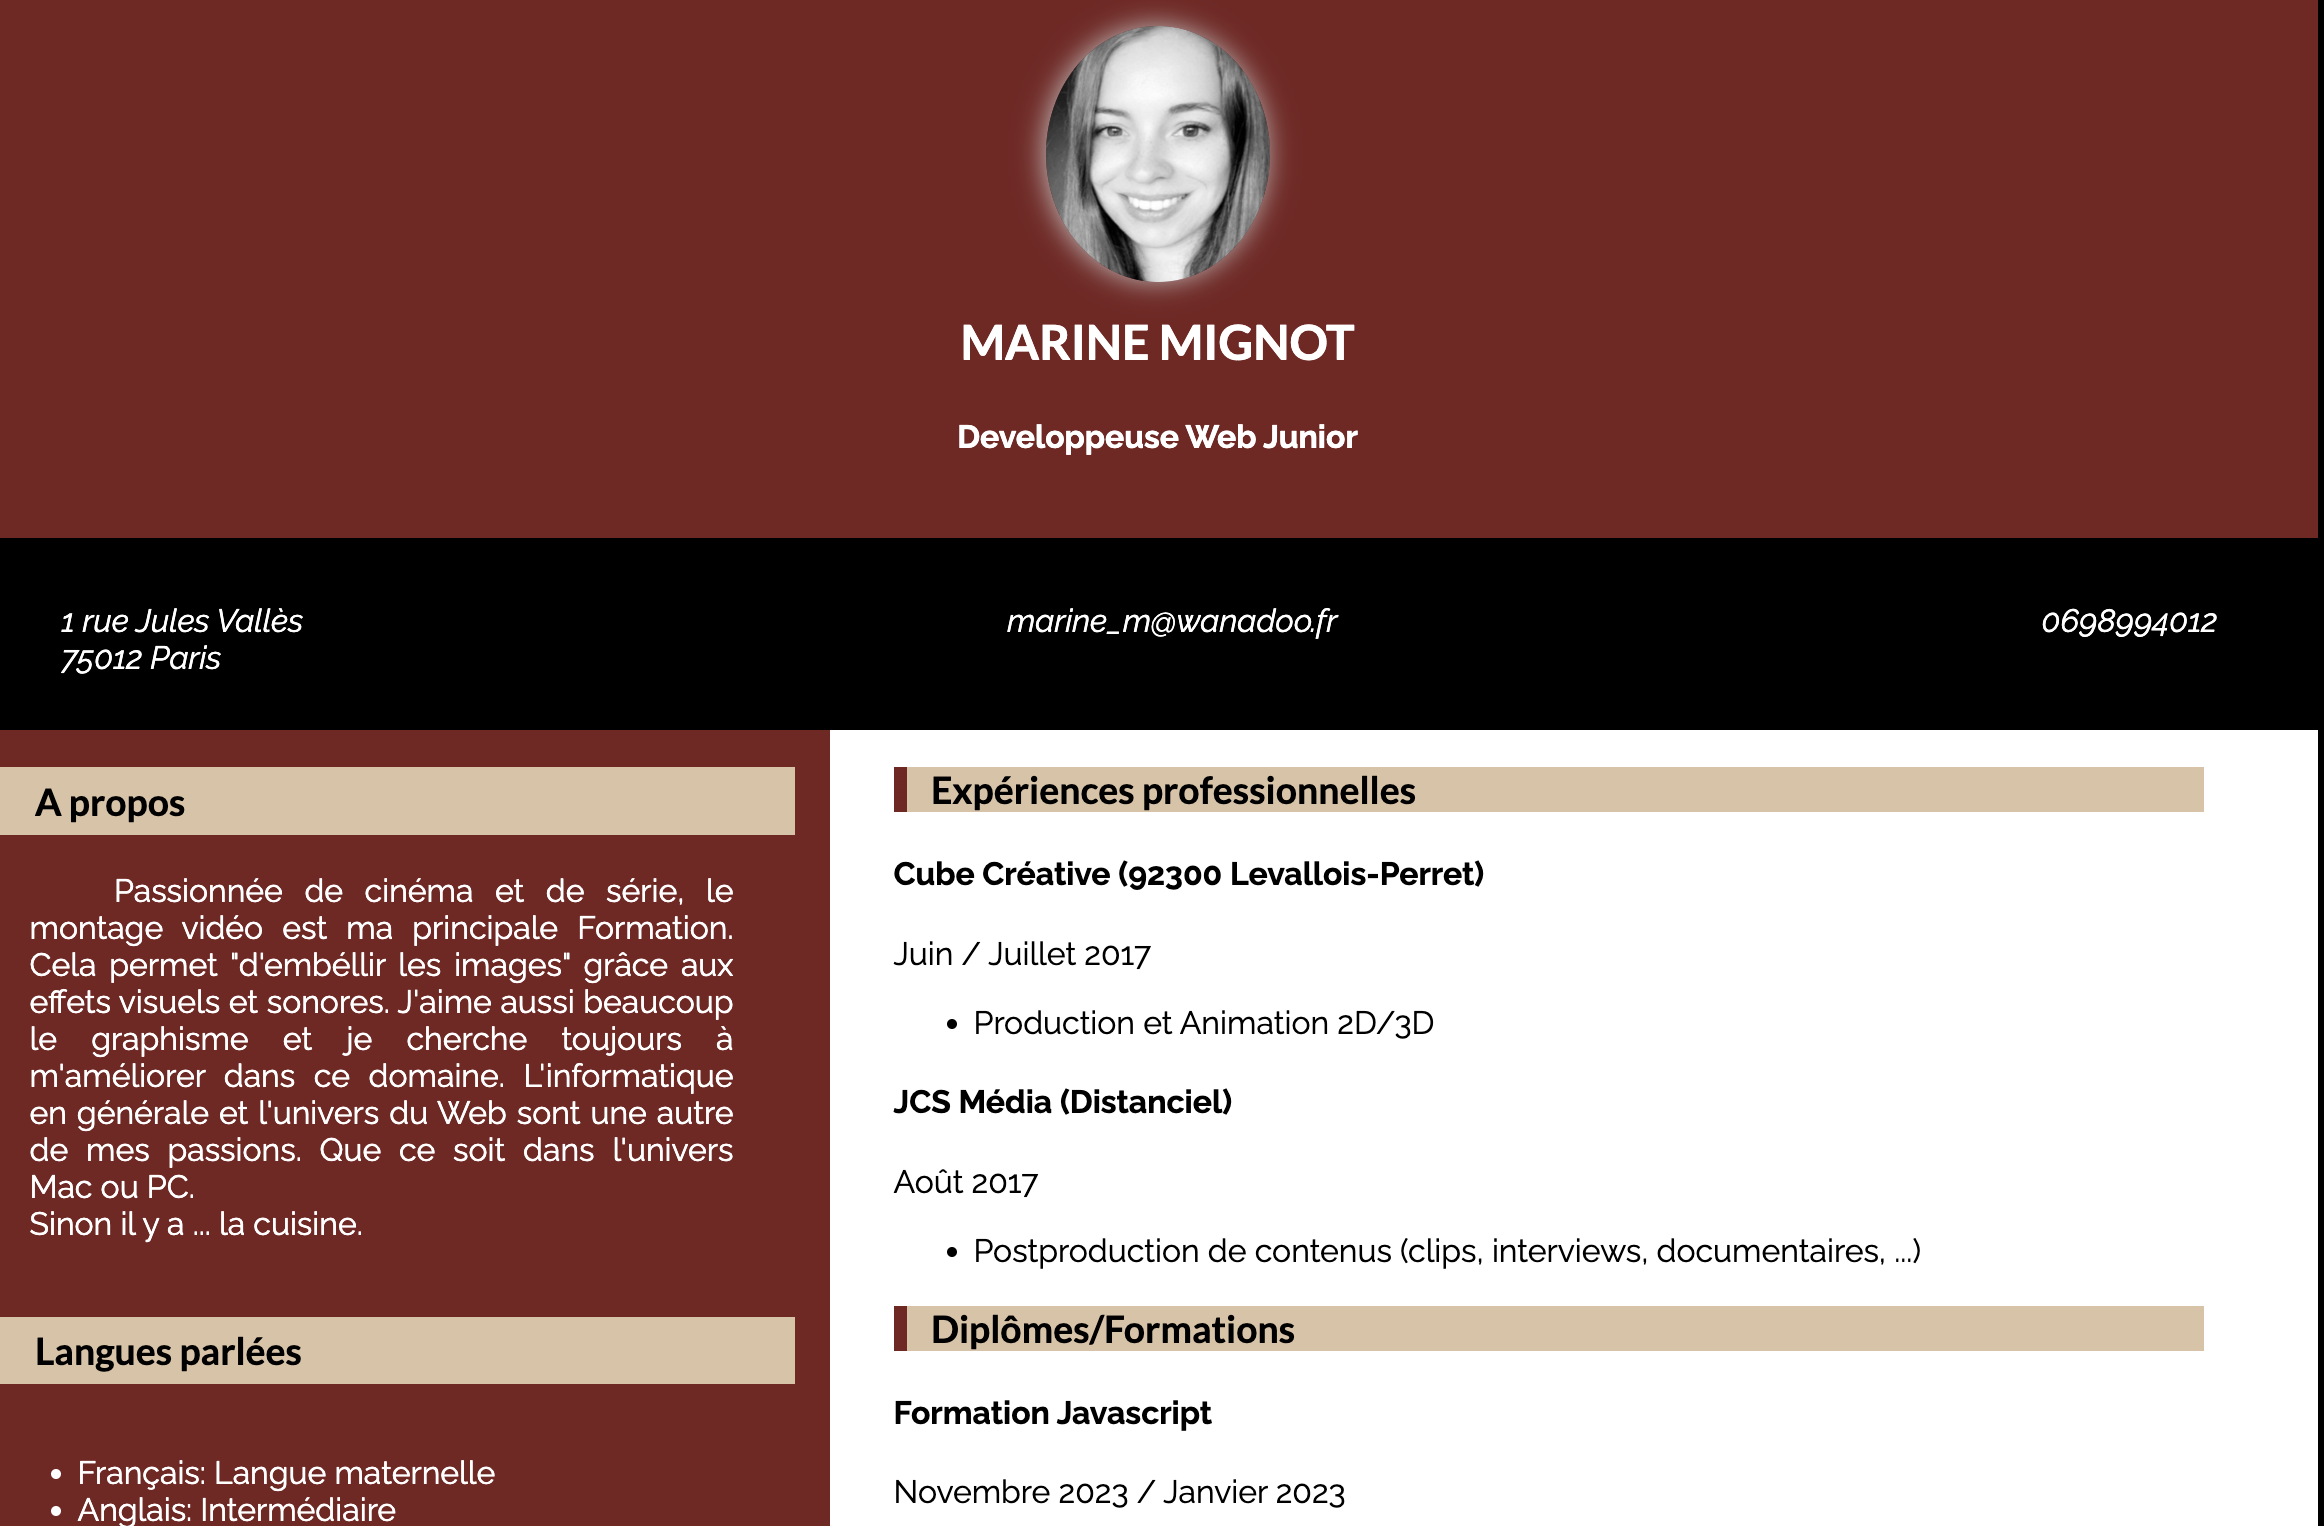 MARINE MIGNOT
Developpeuse Web Junior
1 rue Jules Vallès
75012 Paris
marine_m@wanadoo.fr
0698994012
A propos
Passionnée de cinéma et de série, le
montage vidéo est ma principale Formation.
Cela permet "d'embéllir les images" grâce aux
effets visuels et sonores. J'aime aussi beaucoup
le graphisme et je cherche toujours à
m'améliorer dans ce domaine. L'informatique
en générale et l'univers du Web sont une autre
de mes passions. Que ce soit dans l'univers
Mac ou PC.
Sinon il y a ... la cuisine.
Langues parlées
• Français: Langue maternelle
• Anglais: Intermédiaire
Expériences professionnelles
Cube Créative (92300 Levallois-Perret)
Juin / Juillet 2017
• Production et Animation 2D/3D
JCS Média (Distanciel)
Août 2017
• Postproduction de contenus (clips, interviews, documentaires, ...)
Diplômes/Formations
Formation Javascript
Novembre 2023 / Janvier 2023